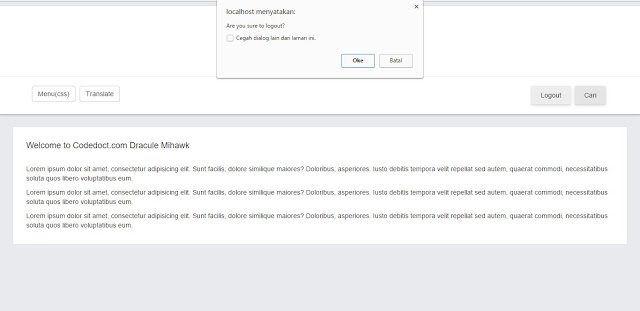 localhost menyatakan:
Are you sure to logout?
Cegah dialog lain dari laman ini.
Oke
Batal
Menu(css)
Translate
Logout
Cari
Welcome to Codedoct.com Dracule Mihawk
Lorem ipsum dolor sit amet, consectetur adipisicing elit. Sunt facilis, dolore similique maiores? Doloribus, asperiores. Iusto debitis tempora velit repellat sed autem, quaerat commodi, necessitatibus
soluta quos libero voluptatibus eum.
Lorem ipsum dolor sit amet, consectetur adipisicing elit. Sunt facilis, dolore similique maiores? Doloribus, asperiores. Iusto debitis tempora velit repellat sed autem, quaerat commodi, necessitatibus
soluta quos libero voluptatibus eum.
Lorem ipsum dolor sit amet, consectetur adipisicing elit. Sunt facilis, dolore similique maiores? Doloribus, asperiores. Iusto debitis tempora velit repellat sed autem, quaerat commodi, necessitatibus
soluta quos libero voluptatibus eum.